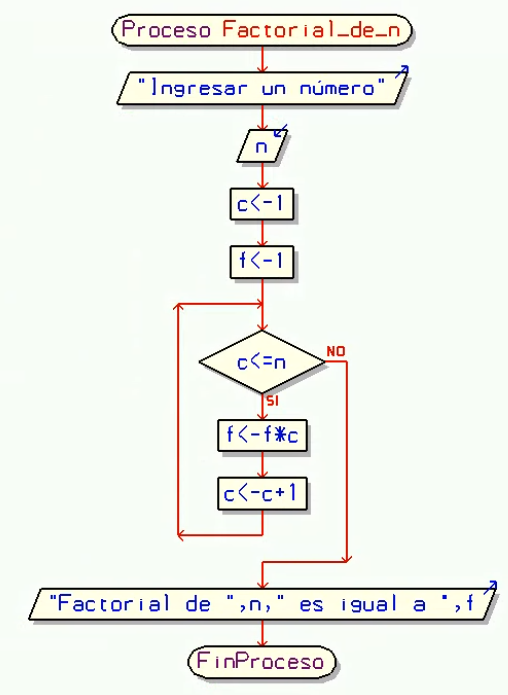 Proceso Factorial_de_n
"Ingresar un número"
n
c<-1
f<-1
c<=n
NO
SI
f<-f*c
c<-c+1
"Factorial de ",n," es igual a ",f
FinProceso